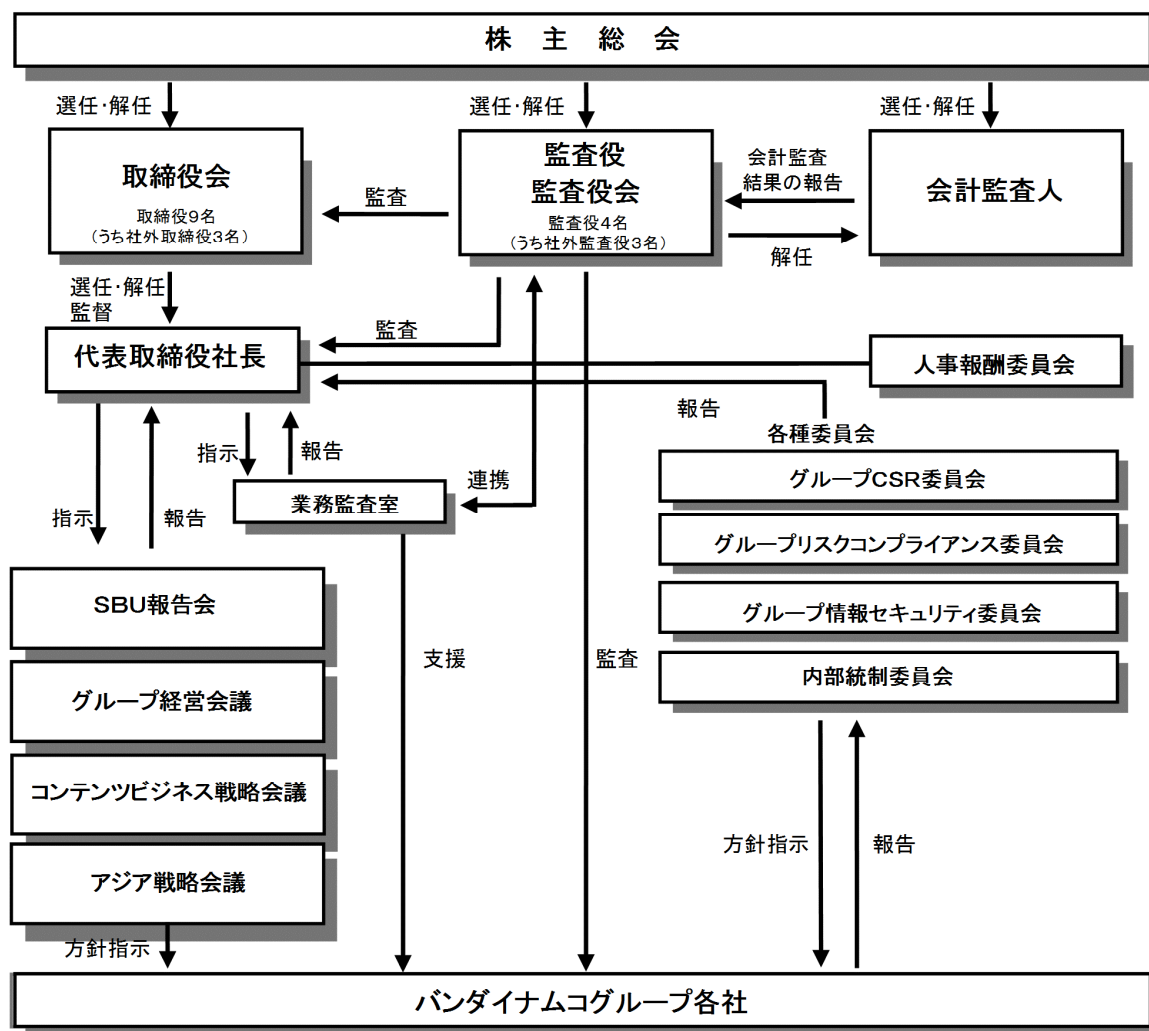 株 主 総 会
選任・解任
選任・解任
選任・解任
取締役会
取締役9名
（うち社外取締役3名）
監査
監査役
監査役会
監査役4名
（うち社外監査役3名）
会計監査
結果の報告
解任
会計監査人
選任・解任
監督
代表取締役社長
監査
人事報酬委員会
報告
各種委員会
指示
報告
連携
業務監査室
指示
報告
グループCSR委員会
グループリスクコンプライアンス委員会
グループ情報セキュリティ委員会
内部統制委員会
SBU報告会
グループ経営会議
コンテンツビジネス戦略会議
アジア戦略会議
支援
監査
方針指示
報告
方針指示
バンダイナムコグループ各社